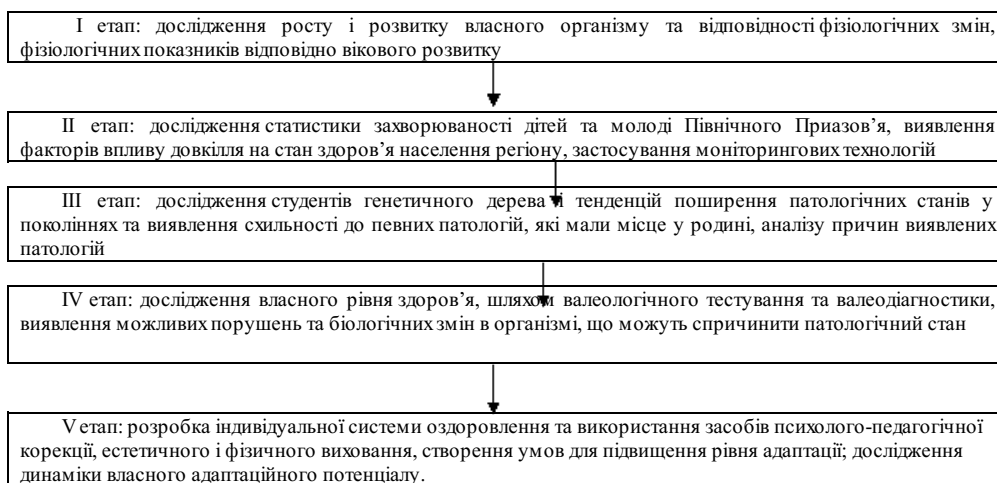 І етап: дослідження росту і розвитку власного організму та відповідності фізіологічних змін,
фізіологічних показників відповідно вікового розвитку
ІІ етап: дослідження статистики захворюваності дітей та молоді Північного Приазов’я, виявлення
факторів впливу довкілля на стан здоров’я населення регіону, застосування моніторингових технологій
ІІІ етап: дослідження студентів генетичного дерева і тенденцій поширення патологічних станів у
поколіннях та виявлення схильності до певних патологій, які мали місце у родині, аналізу причин виявлених
патологій
IV етап: дослідження власного рівня здоров’я, шляхом валеологічного тестування та валеодіагностики,
виявлення можливих порушень та біологічних змін в організмі, що можуть спричинити патологічний стан
V етап: розробка індивідуальної системи оздоровлення та використання засобів психолого-педагогічної
корекції, естетичного і фізичного виховання, створення умов для підвищення рівня адаптації; дослідження
динаміки власного адаптаційного потенціалу.